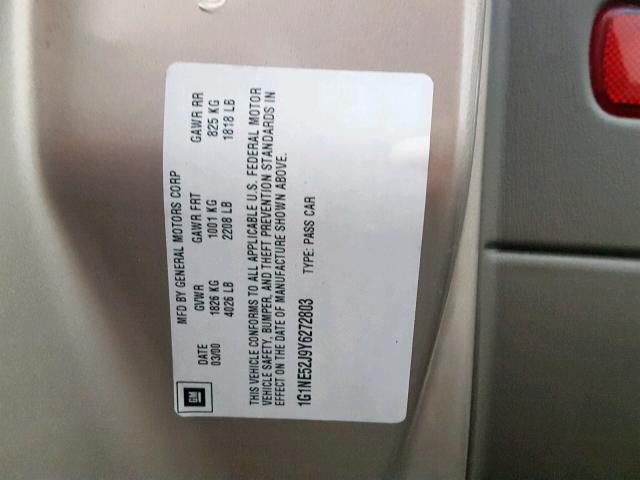 GM
MFD BY GENERAL MOTORS CORP
DATE GVWR GAWR FRT GAWR RR
03/00 1826 KG 1001 KG 825 KG
4026 LB 2208 LB 1818 LB
THIS VEHICLE CONFORMS TO ALL APPLICABLE U.S. FEDERAL MOTOR
VEHICLE SAFETY, BUMPER, AND THEFT PREVENTION STANDARDS IN
EFFECT ON THE DATE OF MANUFACTURE SHOWN ABOVE.
1G1NE52J9Y6272803 TYPE: PASS CAR